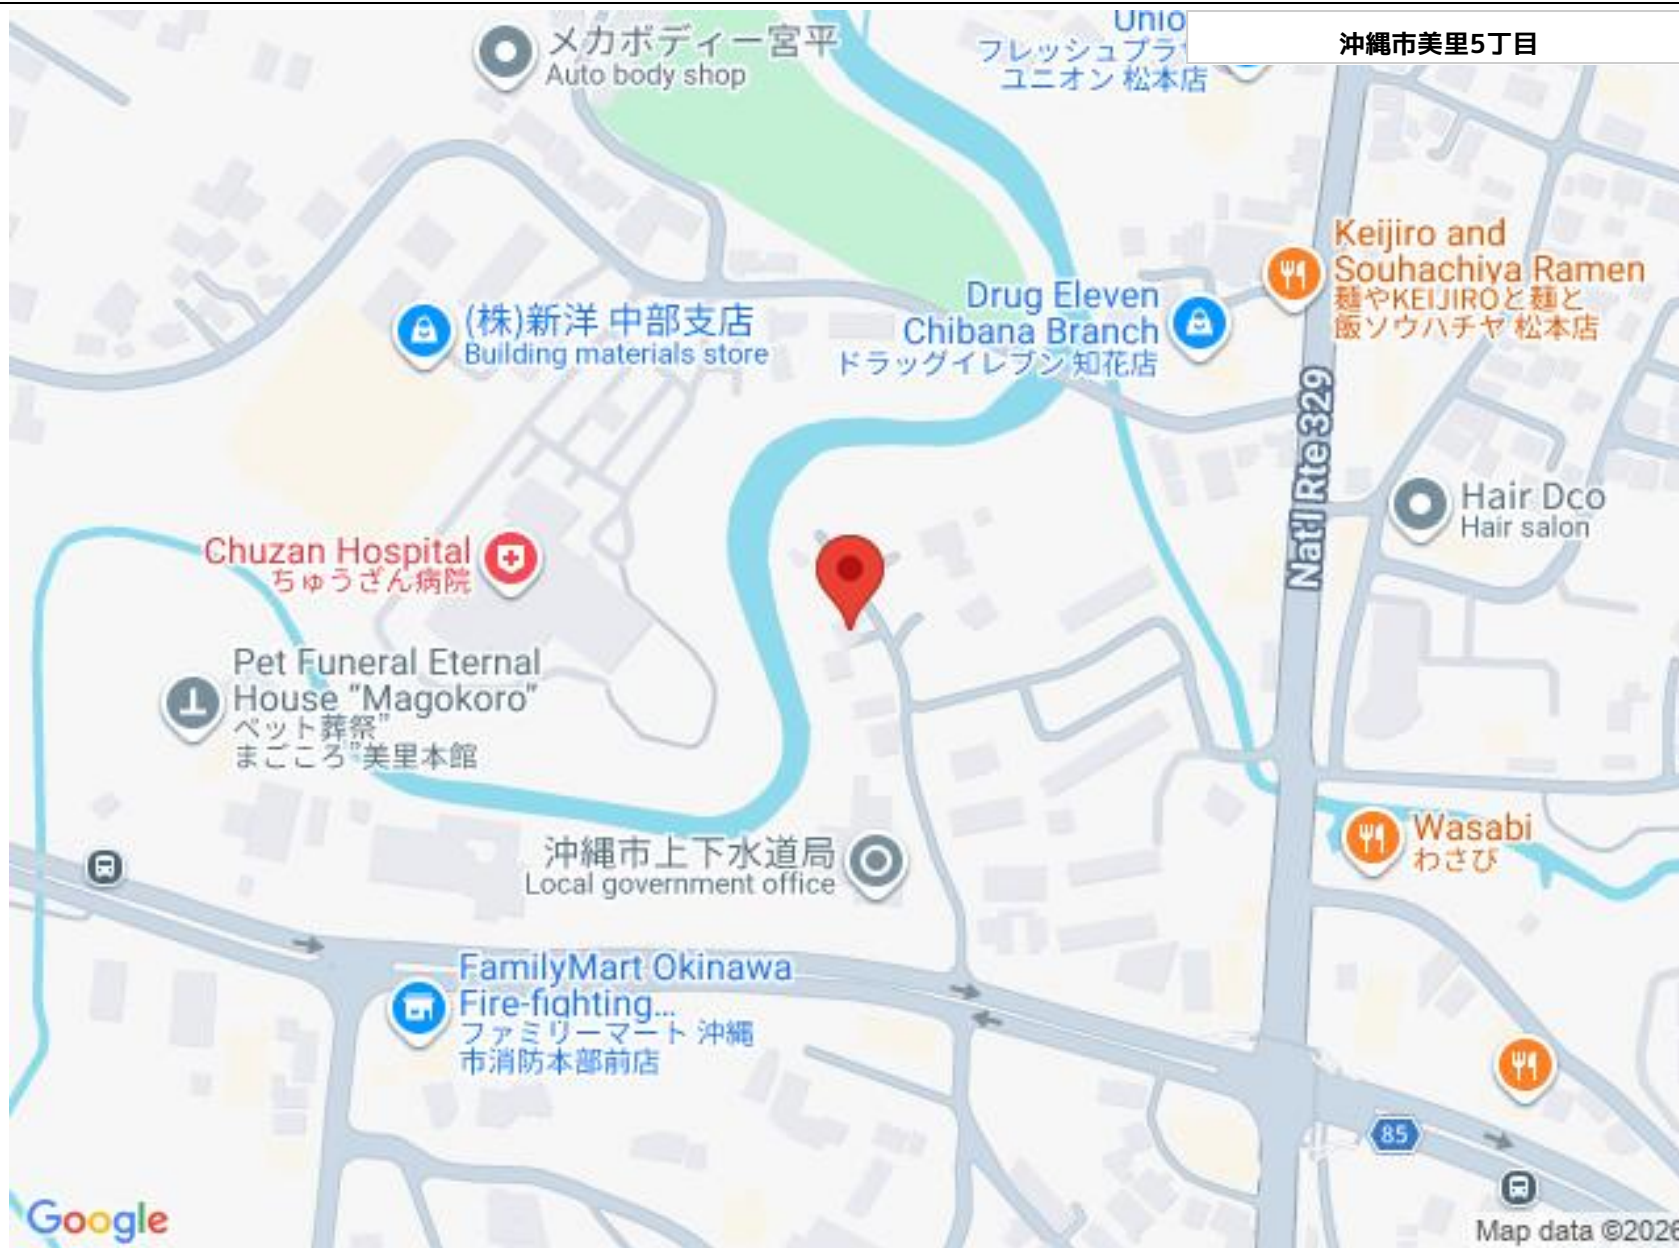 沖縄市美里5丁目
メカボディー宮平
Auto body shop
フレッシュプラ
ユニオン 松本店
Keijiro and
Souhachiya Ramen
麺やKEIJIROと麺と
飯ソウハチヤ 松本店
Drug Eleven
Chibana Branch
ドラッグイレブン 知花店
(株)新洋 中部支店
Building materials store
Nat'l Rte 329
Hair Dco
Hair salon
Chuzan Hospital
ちゅうざん病院
Pet Funeral Eternal
House "Magokoro"
ペット葬祭"
まごころ"美里本館
Wasabi
わさび
沖縄市上下水道局
Local government office
FamilyMart Okinawa
Fire-fighting...
ファミリーマート 沖縄
市消防本部前店
85
Google
Map data ©2026